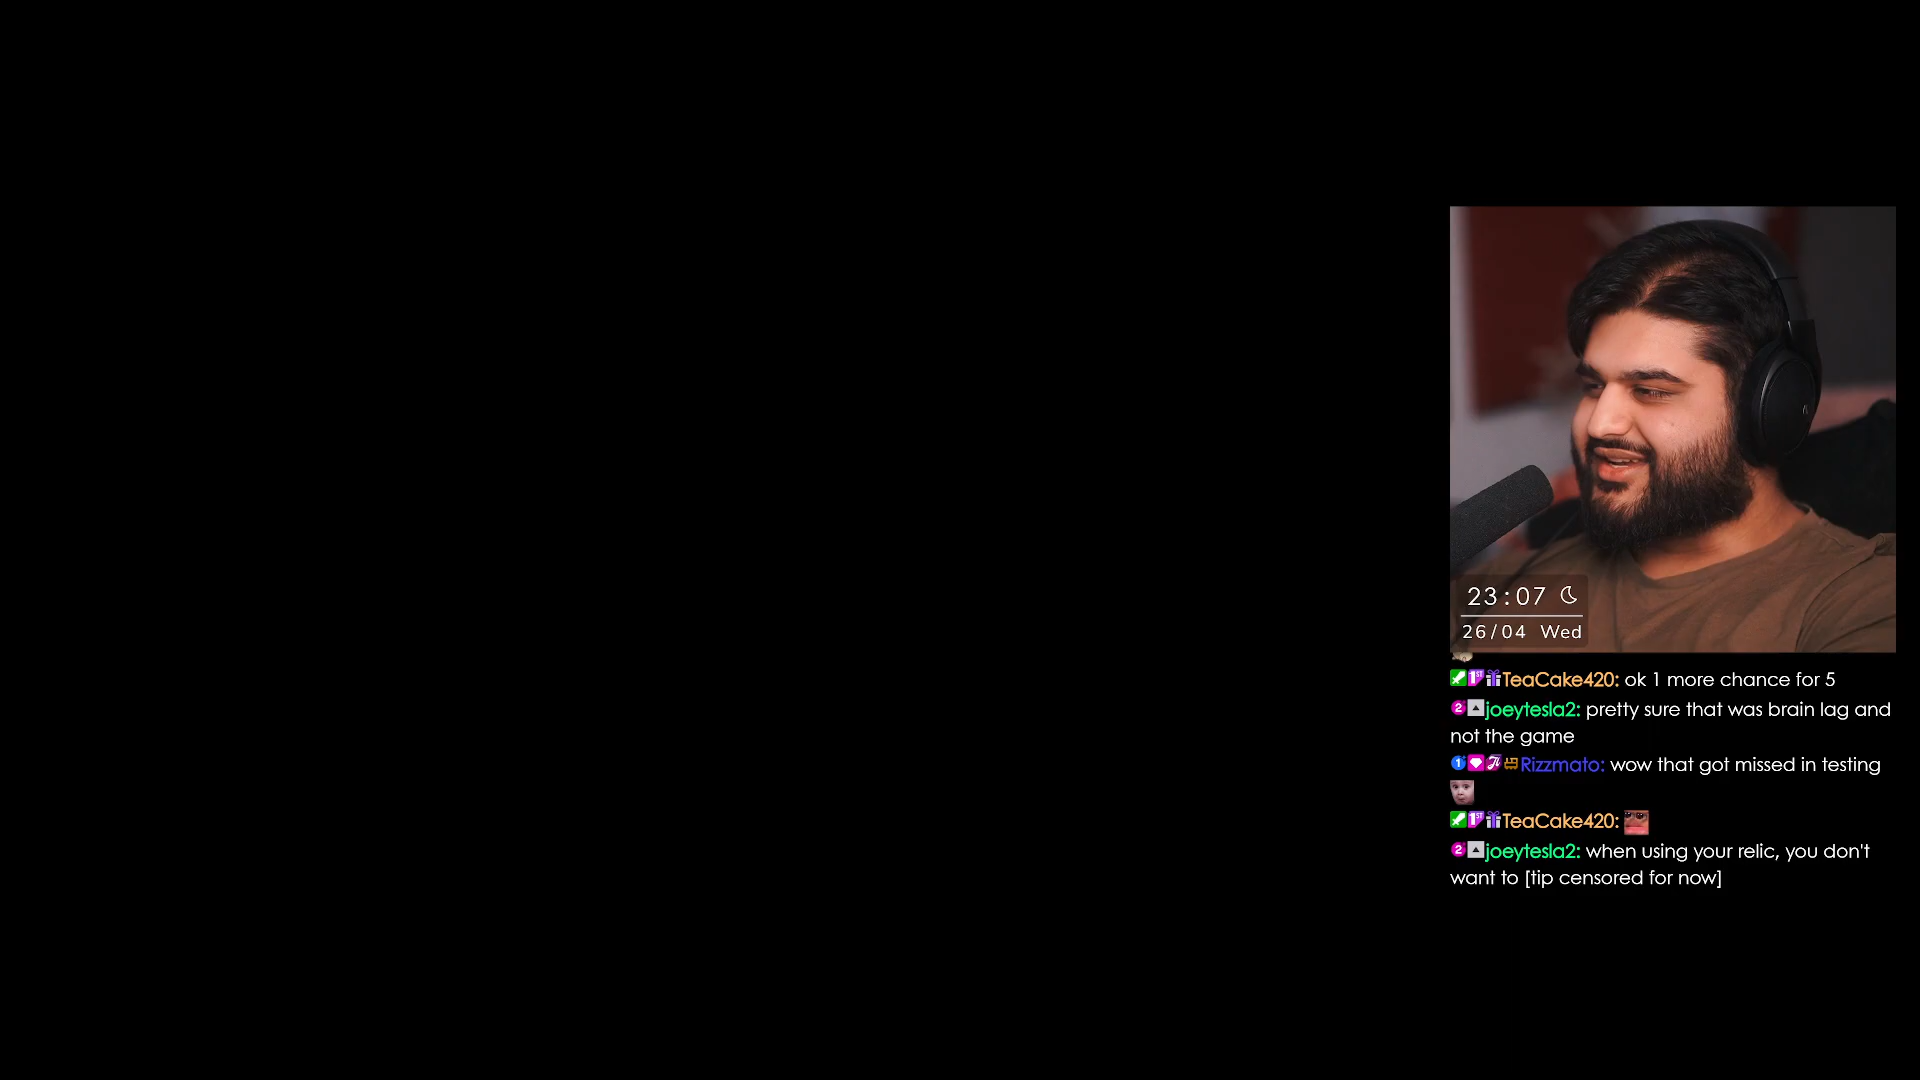 23:07
26/04 Wed
TeaCake420: ok 1 more chance for 5
joeytesla2: pretty sure that was brain lag and
not the game
Rizzmato: wow that got missed in testing
TeaCake420:
joeytesla2: when using your relic, you don't
want to [tip censored for now]